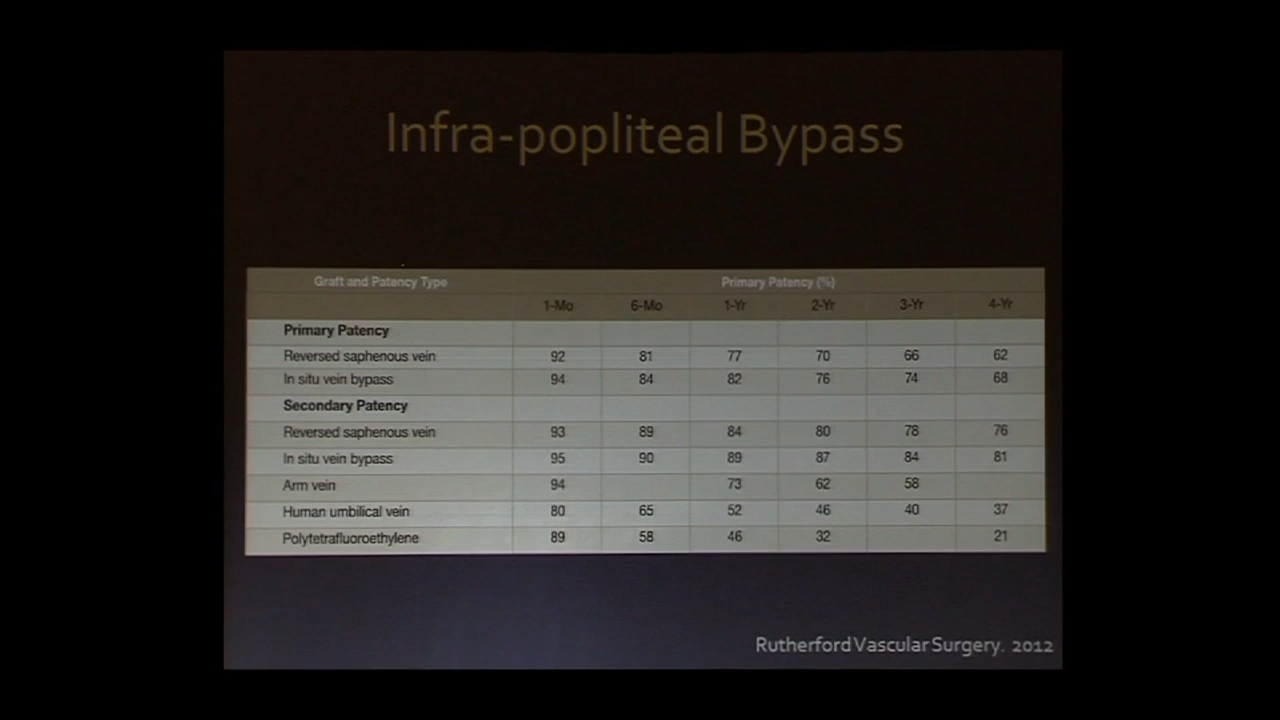 Infra-popliteal Bypass
Graft and Patency Type Primary Patency (%)
1-Mo 6-Mo 1-Yr 2-Yr 3-Yr 4-Yr
Primary Patency
Reversed saphenous vein 92 81 77 70 66 62
In situ vein bypass 94 84 82 76 74 68
Secondary Patency
Reversed saphenous vein 93 89 84 80 78 76
In situ vein bypass 95 90 89 87 84 81
Arm vein 94 73 62 58
Human umbilical vein 80 65 52 46 40 37
Polytetrafluoroethylene 89 58 46 32 21
Rutherford Vascular Surgery. 2012